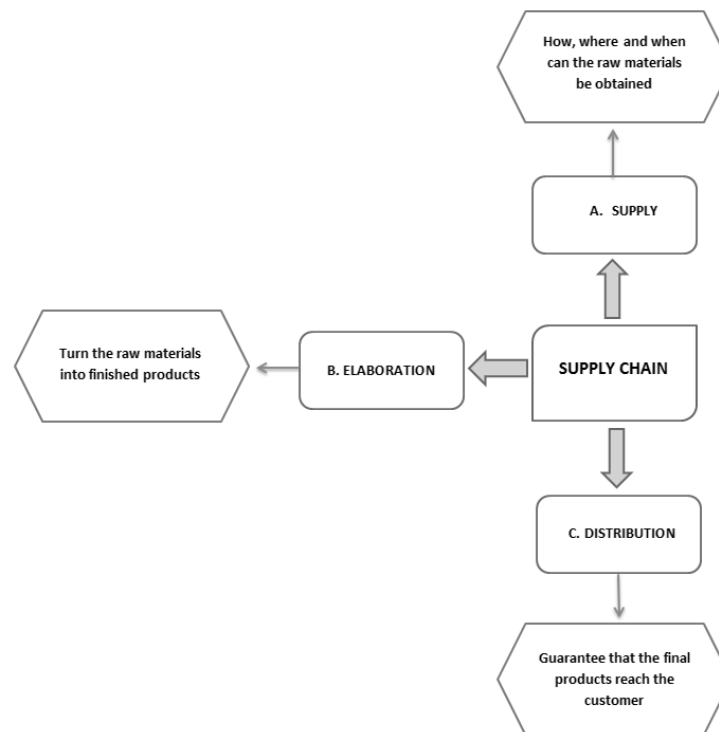 How, where and when
can the raw materials
be obtained
A. SUPPLY
Turn the raw materials
into finished products
B. ELABORATION
SUPPLY CHAIN
C. DISTRIBUTION
Guarantee that the final
products reach the
customer